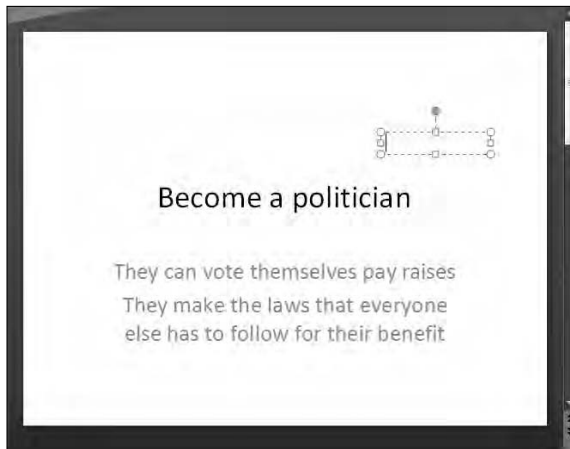 Become a politician
They can vote themselves pay raises
They make the laws that everyone
else has to follow for their benefit